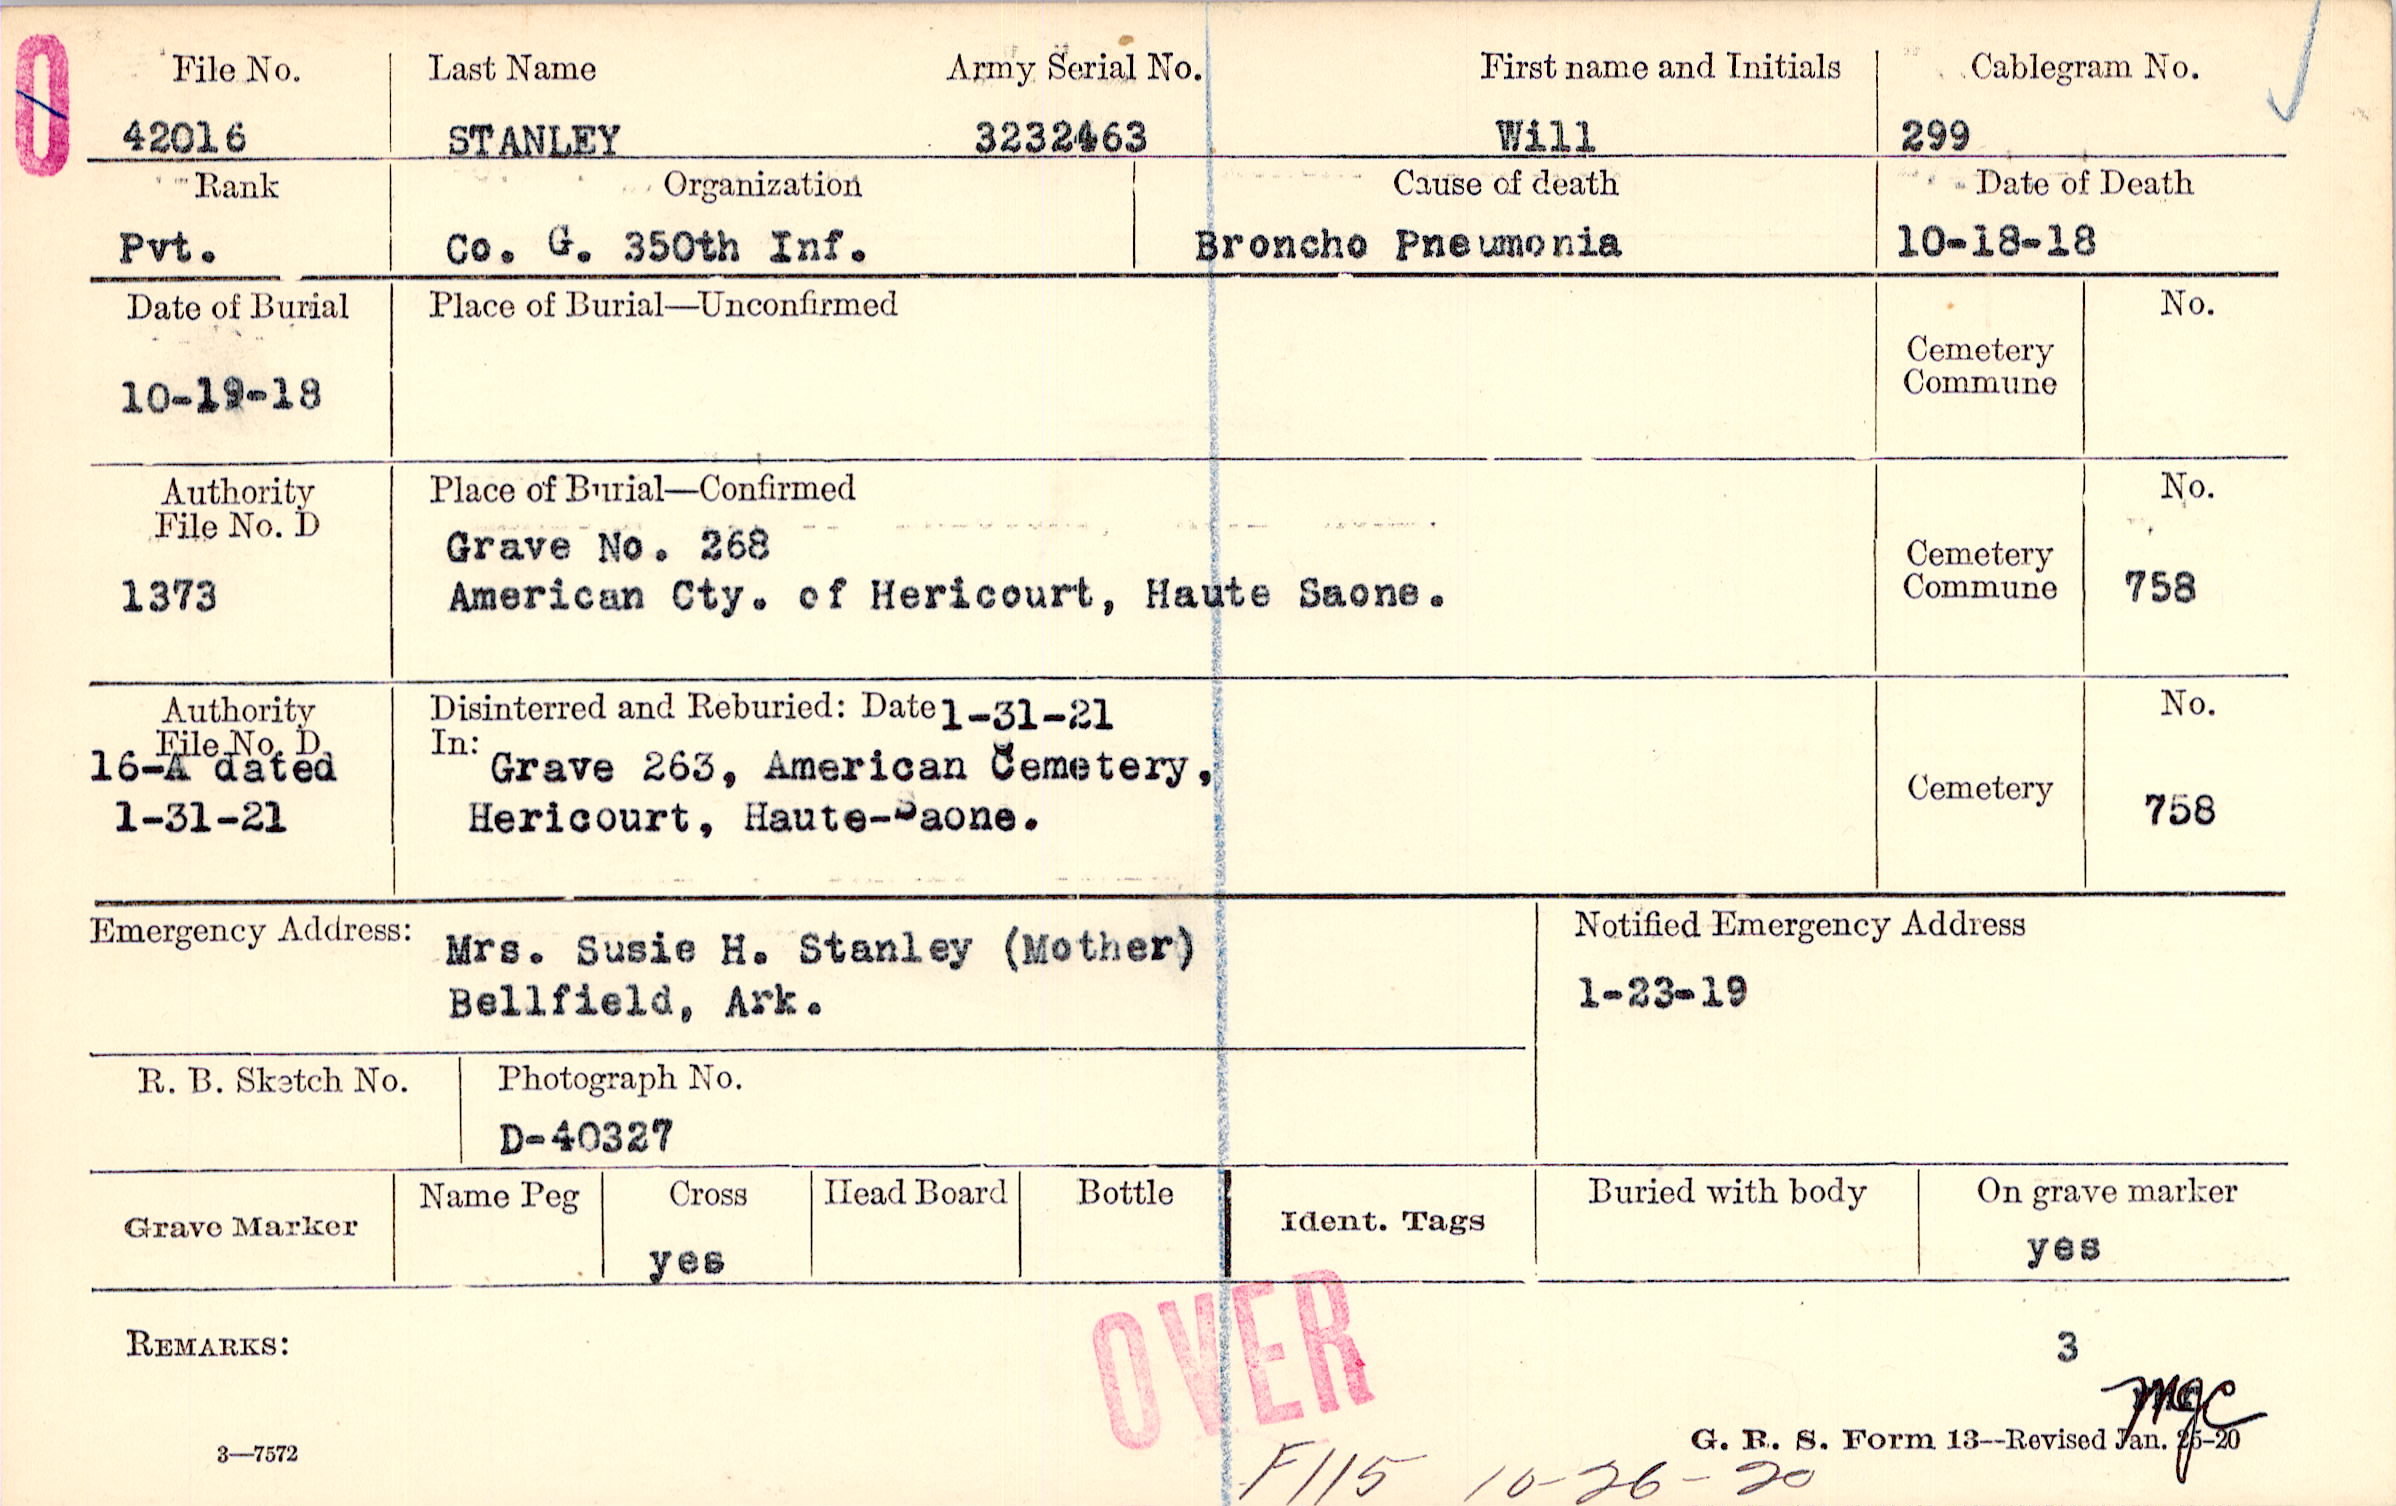 0
File No. Last Name Army Serial No. First name and Initials Cablegram No.
42016 STANLEY 3232463 Will 299
Rank Organization Cause of death Date of Death
Pvt. Co. G. 350th Inf. Broncho Pneumonia 10-18-18
Date of Burial Place of Burial—Unconfirmed No.
Cemetery
Commune
10-19-18
Authority Place of Burial—Confirmed No.
File No. D
Grave No. 268
Cemetery
Commune
1373 American Cty. of Hericourt, Haute Saone. 758
Authority Disinterred and Reburied: Date 1-31-21 No.
File No. D In:
16-A dated Grave 263, American Cemetery,
Cemetery
1-31-21 Hericourt, Haute-Saone. 758
Emergency Address: Notified Emergency Address
Mrs. Susie H. Stanley (Mother)
Bellfield, Ark. 1-23-19
R. B. Sketch No. Photograph No.
D-40327
Name Peg Cross Head Board Bottle Buried with body On grave marker
Grave Marker Ident. Tags
yes yes
OVER
REMARKS: 3
mgc
3—7572 G. R. S. Form 13--Revised Jan. 25-20
F115 10-26-20